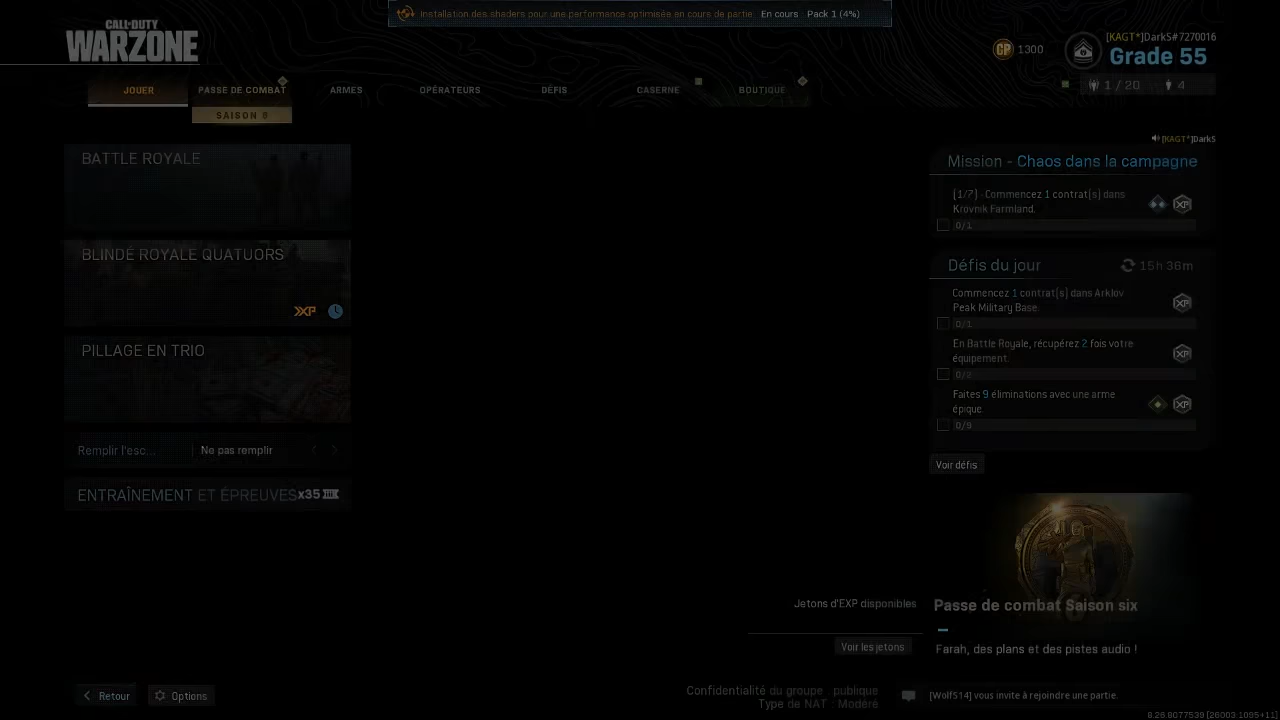 Installation des shaders pour une performance optimisée en cours de partie. En cours : Pack 1 (4%)
CALL OF DUTY
WARZONE
CP 1300
[KAGT*]DarkS#7270016
Grade 55
1 / 20
4
JOUER
PASSE DE COMBAT
ARMES
OPÉRATEURS
DÉFIS
CASERNE
BOUTIQUE
SAISON 6
[KAGT*]DarkS
BATTLE ROYALE
BLINDÉ ROYALE QUATUORS
XXP
PILLAGE EN TRIO
Remplir l'esc...
Ne pas remplir
ENTRAÎNEMENT ET ÉPREUVES
x35
Mission - Chaos dans la campagne
(1/7) - Commencez 1 contrat(s) dans
Krovnik Farmland.
XP
0/1
Défis du jour
15h 36m
Commencez 1 contrat(s) dans Arklov
Peak Military Base.
XP
0/1
En Battle Royale, récupérez 2 fois votre
équipement.
XP
0/2
Faites 9 éliminations avec une arme
épique
XP
0/9
Voir défis
Jetons d'EXP disponibles
Voir les jetons
Passe de combat Saison six
Farah, des plans et des pistes audio !
Retour
Options
Confidentialité du groupe : publique
Type de NAT : Modéré
[WolfS14] vous invite à rejoindre une partie.